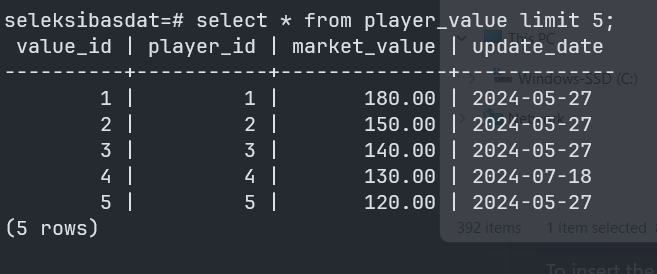 seleksibasdat=# select * from player_value limit 5;
 value_id | player_id | market_value | update_date
----------+-----------+--------------+-------------
        1 |         1 |       180.00 | 2024-05-27
        2 |         2 |       150.00 | 2024-05-27
        3 |         3 |       140.00 | 2024-05-27
        4 |         4 |       130.00 | 2024-07-18
        5 |         5 |       120.00 | 2024-05-27
(5 rows)
This PC
Windows-SSD (C:)
392 items 1 item selected
To insert the